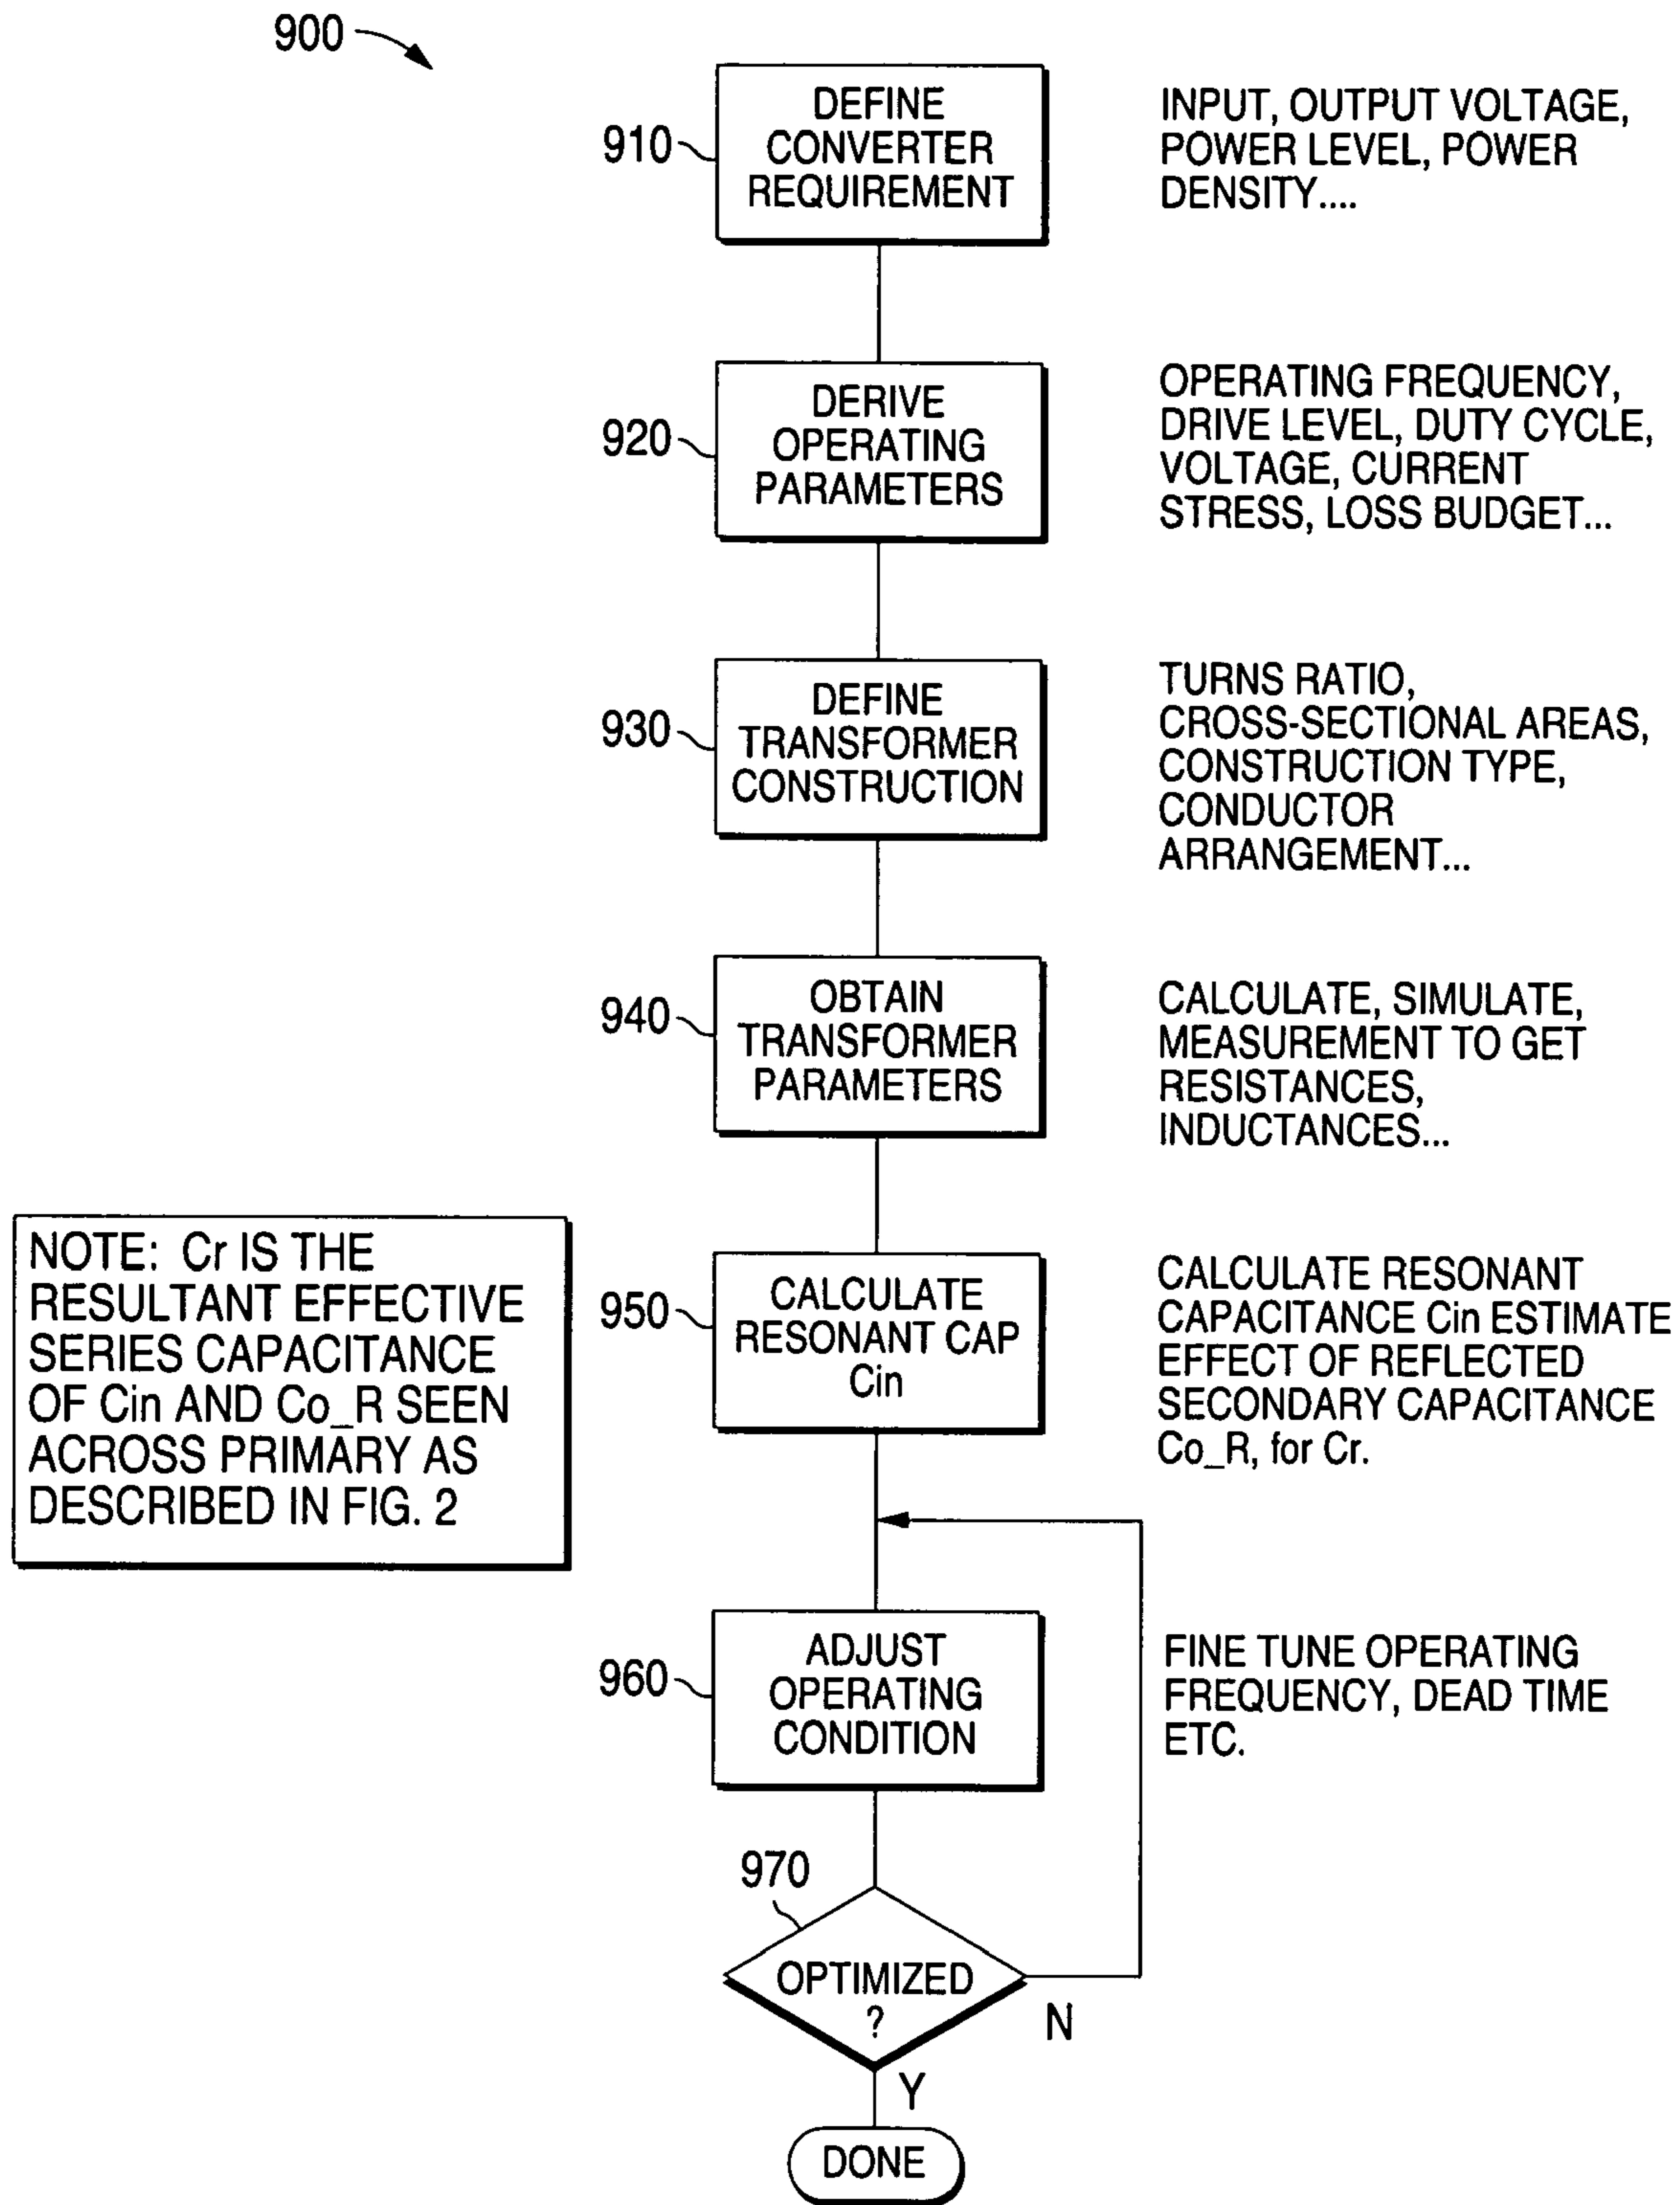 900
910
DEFINE
CONVERTER
REQUIREMENT
INPUT, OUTPUT VOLTAGE,
POWER LEVEL, POWER
DENSITY....
920
DERIVE
OPERATING
PARAMETERS
OPERATING FREQUENCY,
DRIVE LEVEL, DUTY CYCLE,
VOLTAGE, CURRENT
STRESS, LOSS BUDGET...
930
DEFINE
TRANSFORMER
CONSTRUCTION
TURNS RATIO,
CROSS-SECTIONAL AREAS,
CONSTRUCTION TYPE,
CONDUCTOR
ARRANGEMENT...
940
OBTAIN
TRANSFORMER
PARAMETERS
CALCULATE, SIMULATE,
MEASUREMENT TO GET
RESISTANCES,
INDUCTANCES...
NOTE: Cr IS THE
RESULTANT EFFECTIVE
SERIES CAPACITANCE
OF Cin AND Co_R SEEN
ACROSS PRIMARY AS
DESCRIBED IN FIG. 2
950
CALCULATE
RESONANT CAP
Cin
CALCULATE RESONANT
CAPACITANCE Cin ESTIMATE
EFFECT OF REFLECTED
SECONDARY CAPACITANCE
Co_R, for Cr.
960
ADJUST
OPERATING
CONDITION
FINE TUNE OPERATING
FREQUENCY, DEAD TIME
ETC.
970
OPTIMIZED
?
N
Y
DONE